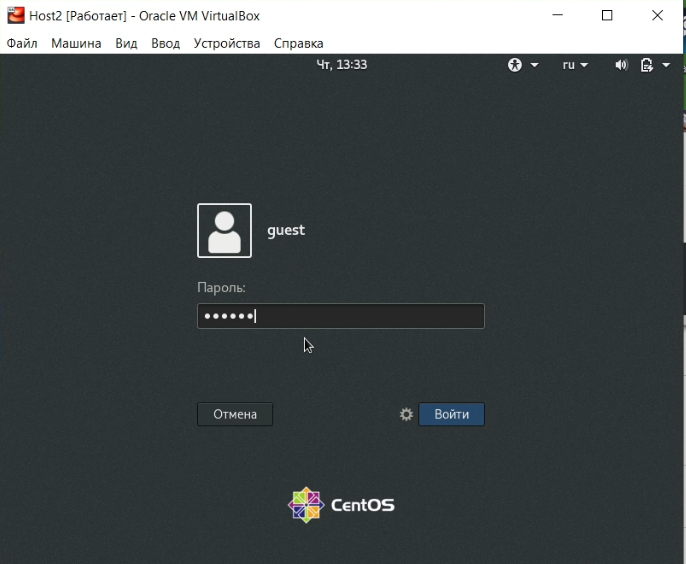 Host2 [Работает] - Oracle VM VirtualBox
Файл Машина Вид Ввод Устройства Справка
Чт, 13:33 ru
guest
Пароль:
••••••
Отмена Войти
CentOS